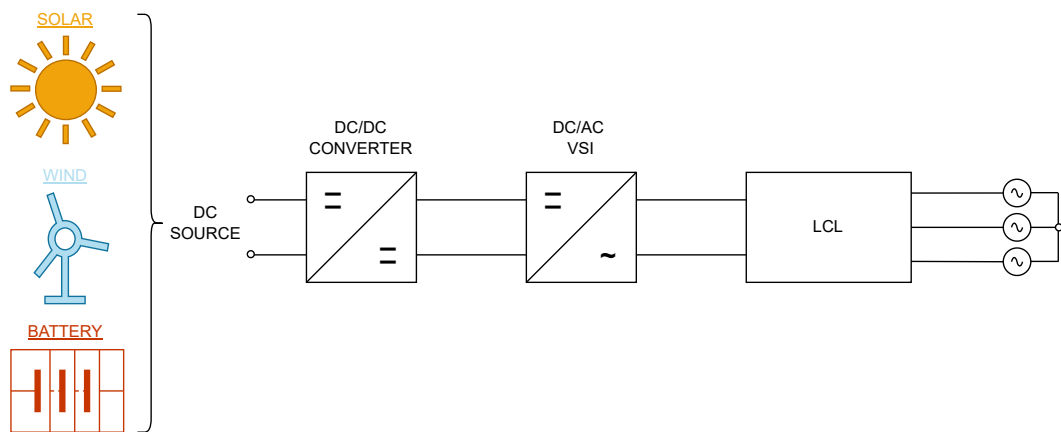 SOLAR
WIND
BATTERY
DC
SOURCE
DC/DC
CONVERTER
DC/AC
VSI
~
LCL